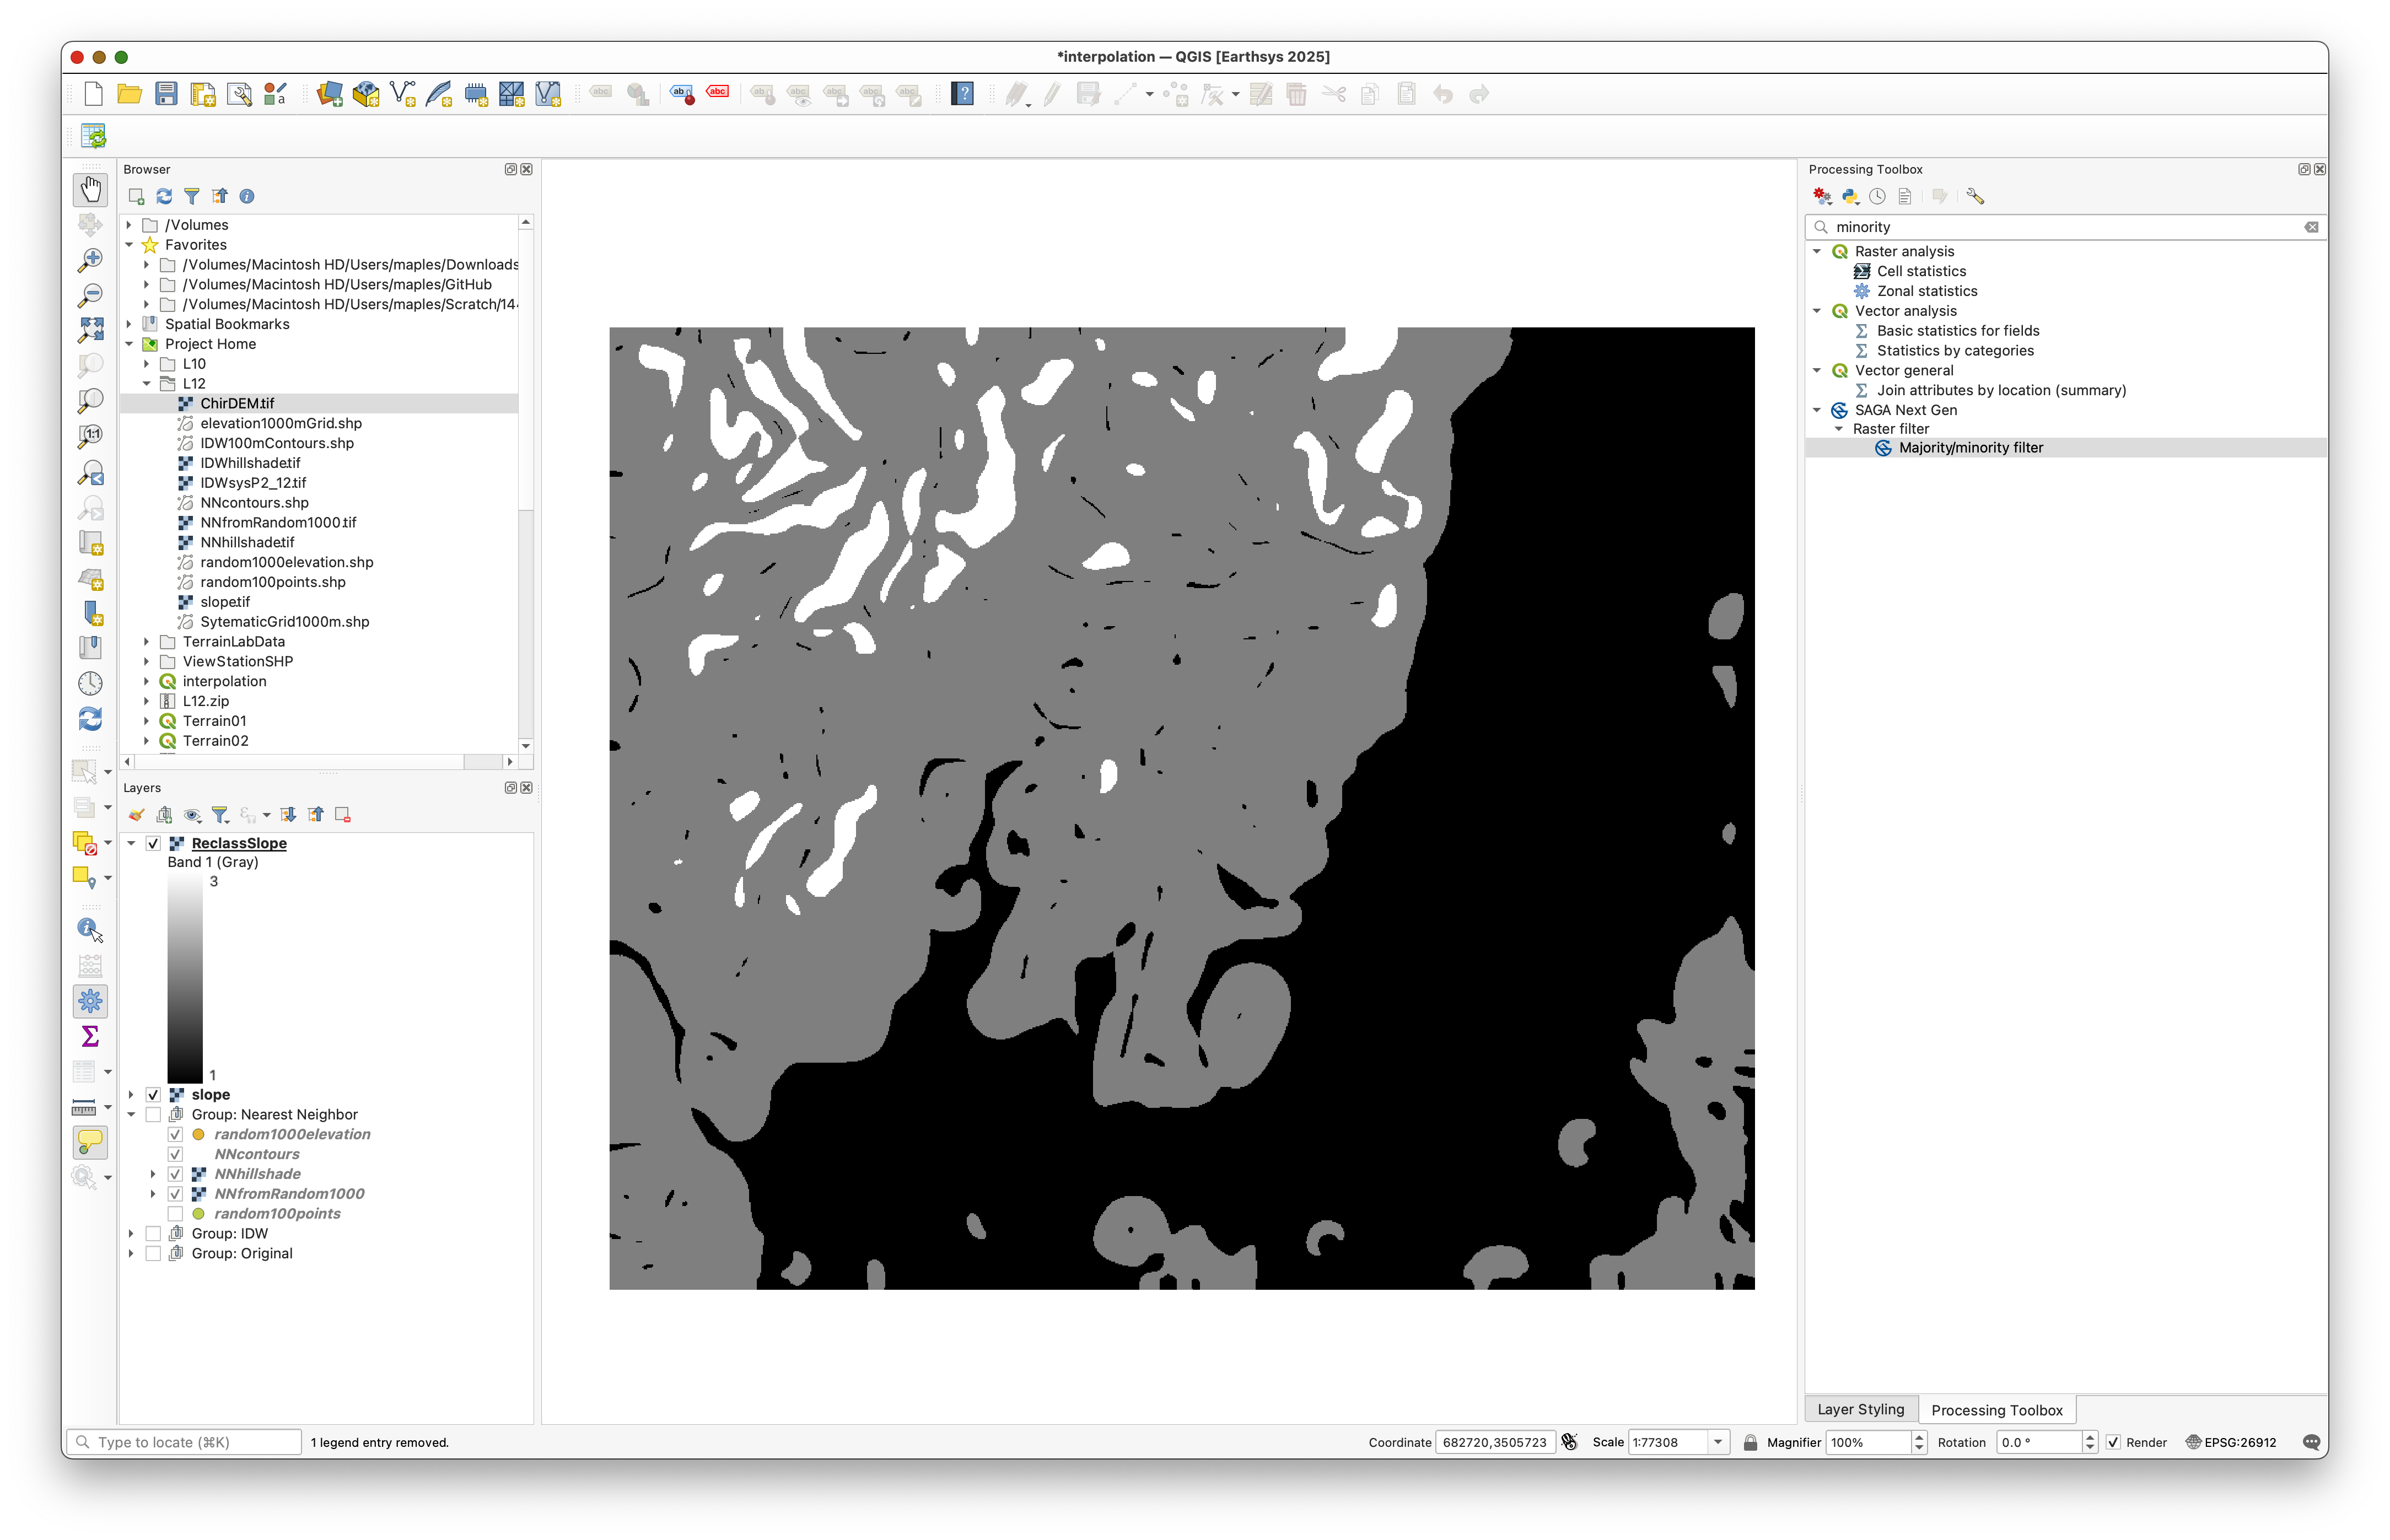 *interpolation — QGIS [Earthsys 2025]
Browser
/Volumes
Favorites
/Volumes/Macintosh HD/Users/maples/Downloads
/Volumes/Macintosh HD/Users/maples/GitHub
/Volumes/Macintosh HD/Users/maples/Scratch/14
Spatial Bookmarks
Project Home
L10
L12
ChirDEM.tif
elevation1000mGrid.shp
IDW100mContours.shp
IDWhillshade.tif
IDWsysP2_12.tif
NNcontours.shp
NNfromRandom1000.tif
NNhillshade.tif
random1000elevation.shp
random100points.shp
slope.tif
SytematicGrid1000m.shp
TerrainLabData
ViewStationSHP
interpolation
L12.zip
Terrain01
Terrain02
Layers
ReclassSlope
Band 1 (Gray)
3
1
slope
Group: Nearest Neighbor
random1000elevation
NNcontours
NNhillshade
NNfromRandom1000
random100points
Group: IDW
Group: Original
Processing Toolbox
minority
Raster analysis
Cell statistics
Zonal statistics
Vector analysis
Basic statistics for fields
Statistics by categories
Vector general
Join attributes by location (summary)
SAGA Next Gen
Raster filter
Majority/minority filter
Layer Styling
Processing Toolbox
Type to locate (⌘K)
1 legend entry removed.
Coordinate 682720,3505723
Scale 1:77308
Magnifier 100%
Rotation 0.0 °
Render
EPSG:26912